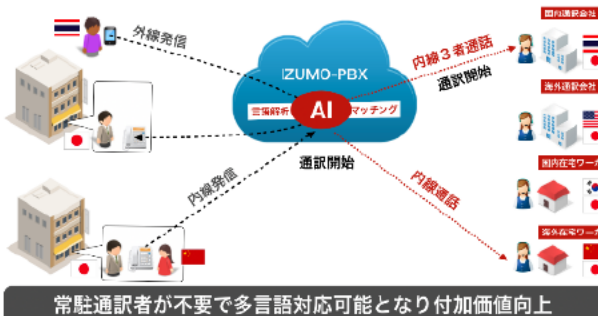 国内通訳会社
外線発信
内線3者通話
通訳開始
IZUMO-PBX
言語解析
AI
マッチング
海外通訳会社
通訳開始
国内在宅ワーカ
内線発信
内線通話
海外在宅ワーカ
常駐通訳者が不要で多言語対応可能となり付加価値向上